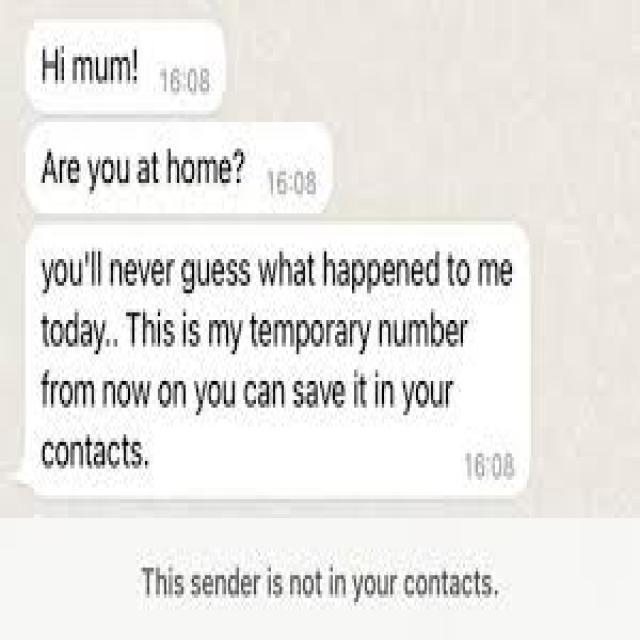 Hi mum! 16:08
Are you at home? 16:08
you'll never guess what happened to me
today.. This is my temporary number
from now on you can save it in your
contacts. 16:08
This sender is not in your contacts.